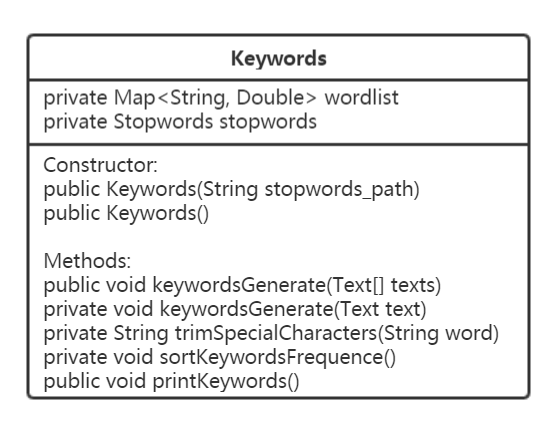 Keywords
private Map<String, Double> wordlist
private Stopwords stopwords
Constructor:
public Keywords(String stopwords_path)
public Keywords()
Methods:
public void keywordsGenerate(Text[] texts)
private void keywordsGenerate(Text text)
private String trimSpecialCharacters(String word)
private void sortKeywordsFrequence()
public void printKeywords()